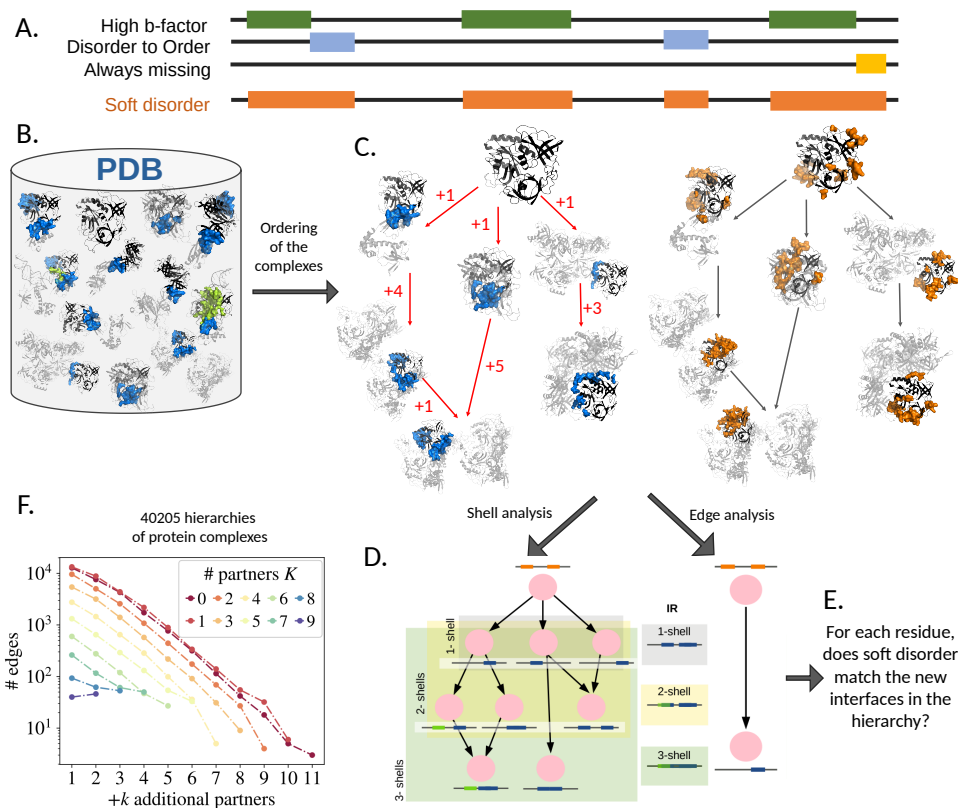 A.
High b-factor
Disorder to Order
Always missing
Soft disorder
B.
PDB
Ordering
of the
complexes
C.
+1
+1
+1
+4
+3
+5
+1
Shell analysis
Edge analysis
D.
1- shell
2- shells
3- shells
IR
1-shell
2-shell
3-shell
E.
For each residue,
does soft disorder
match the new
interfaces in the
hierarchy?
F.
40205 hierarchies
of protein complexes
# partners K
0 2 4 6 8
1 3 5 7 9
# edges
10⁴
10³
10²
10¹
1 2 3 4 5 6 7 8 9 10 11
+k additional partners